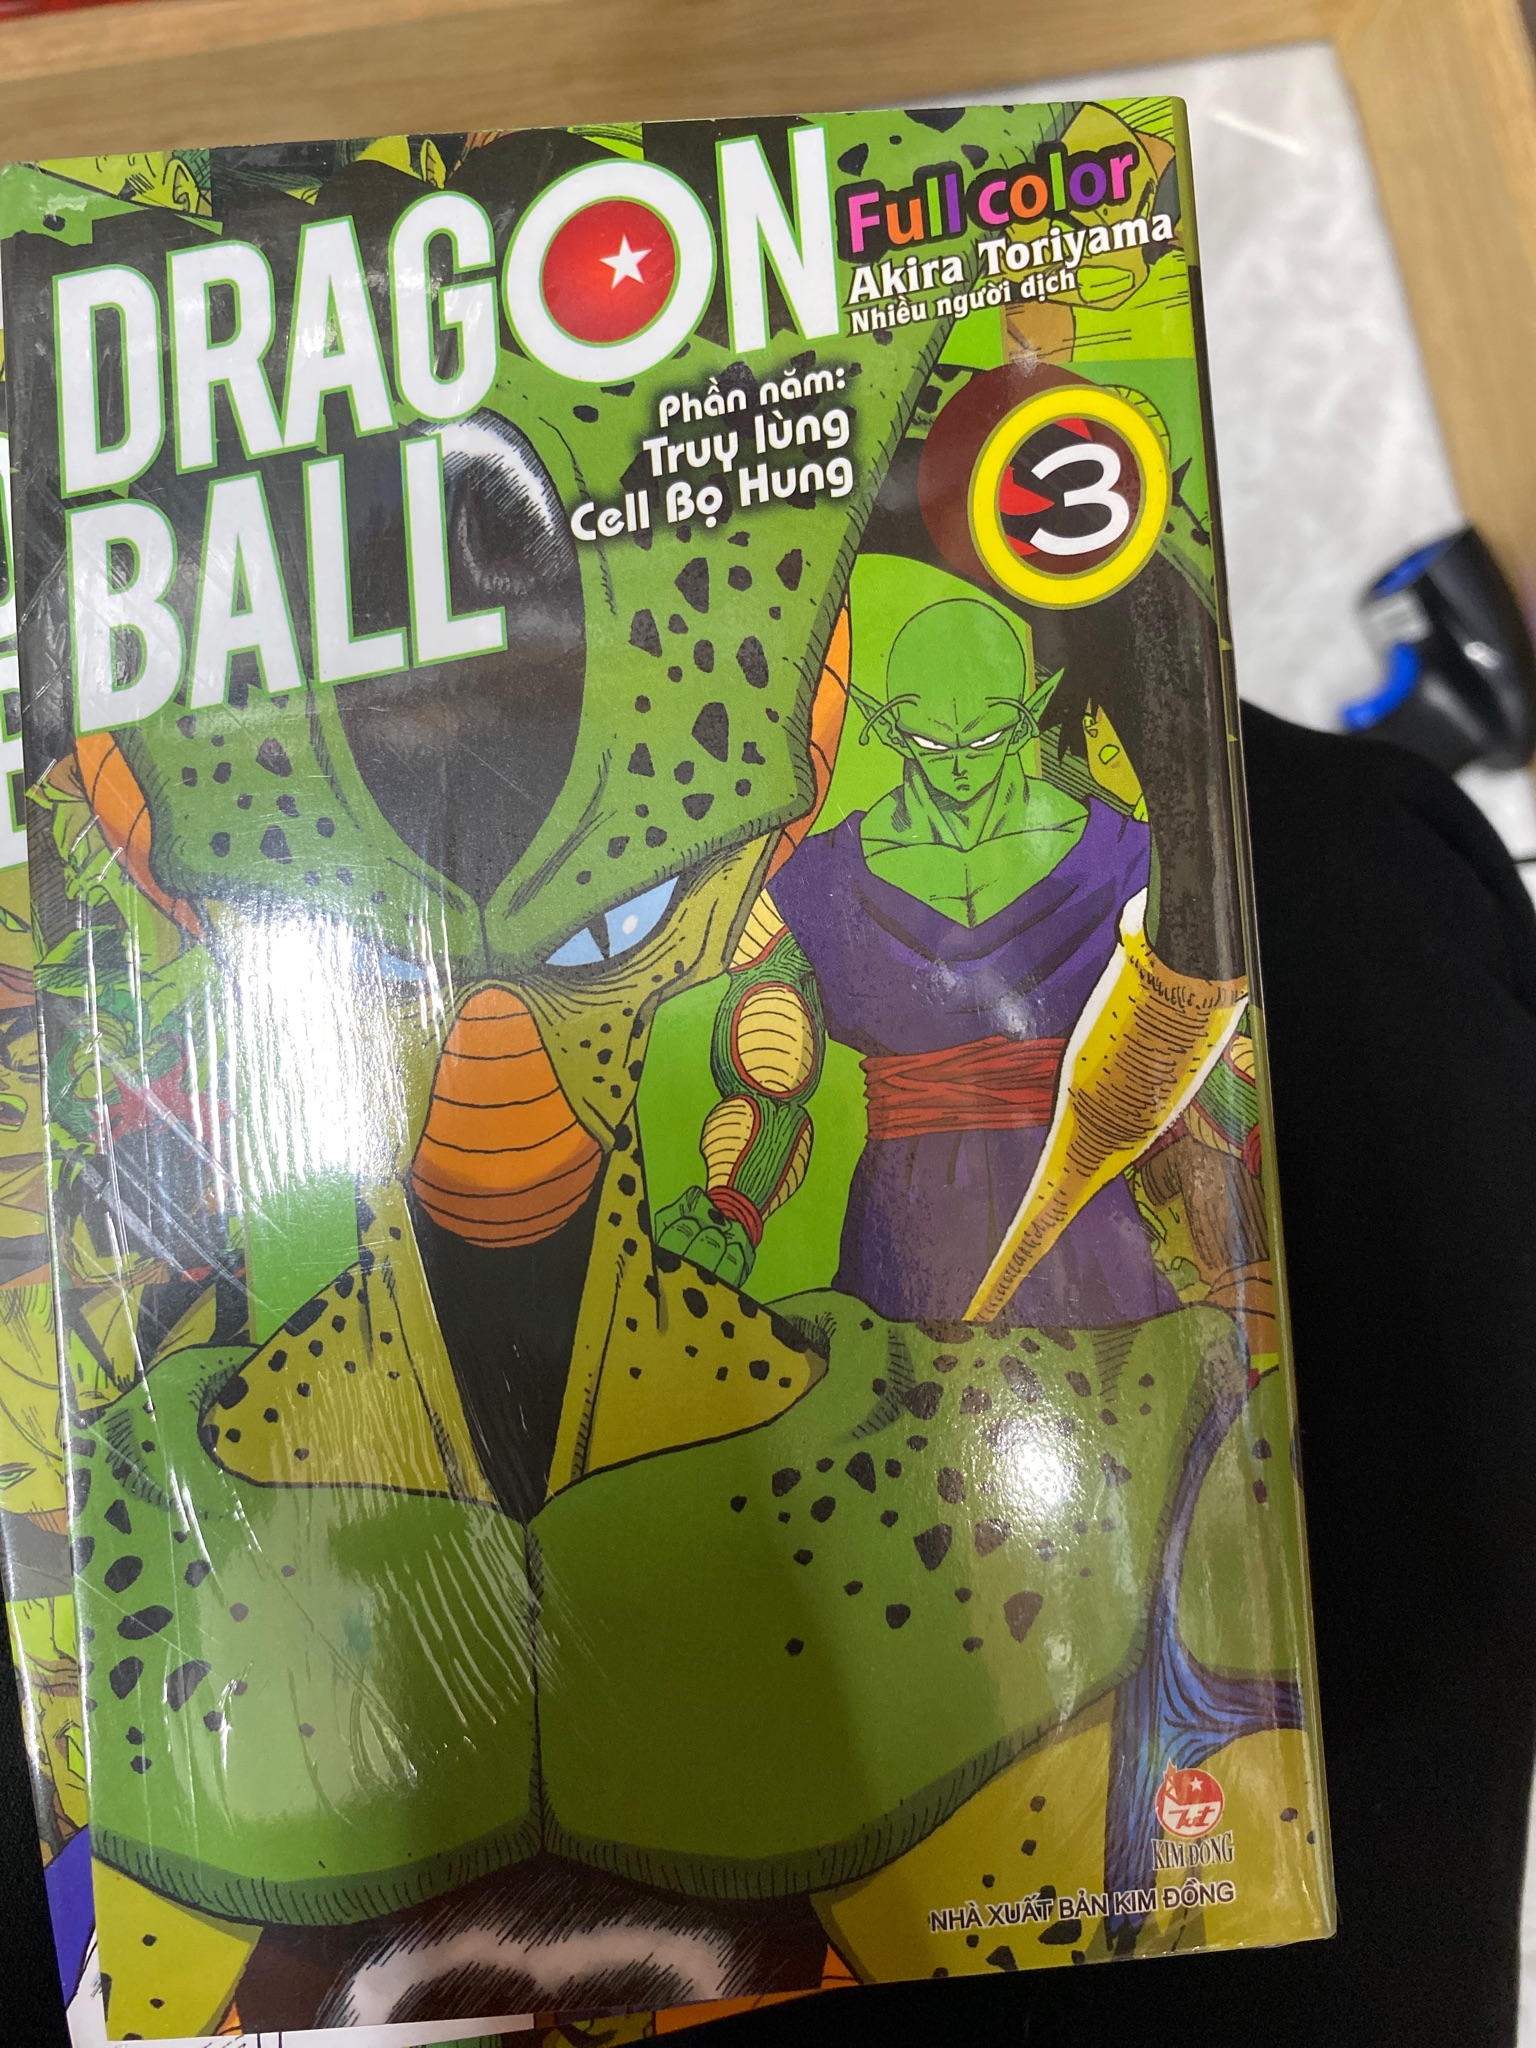 DRAGON
BALL
Full color
Akira Toriyama
Nhiều người dịch
Phần năm:
Truy lùng
Cell Bọ Hung
3
KIM ĐỒNG
NHÀ XUẤT BẢN KIM ĐỒNG